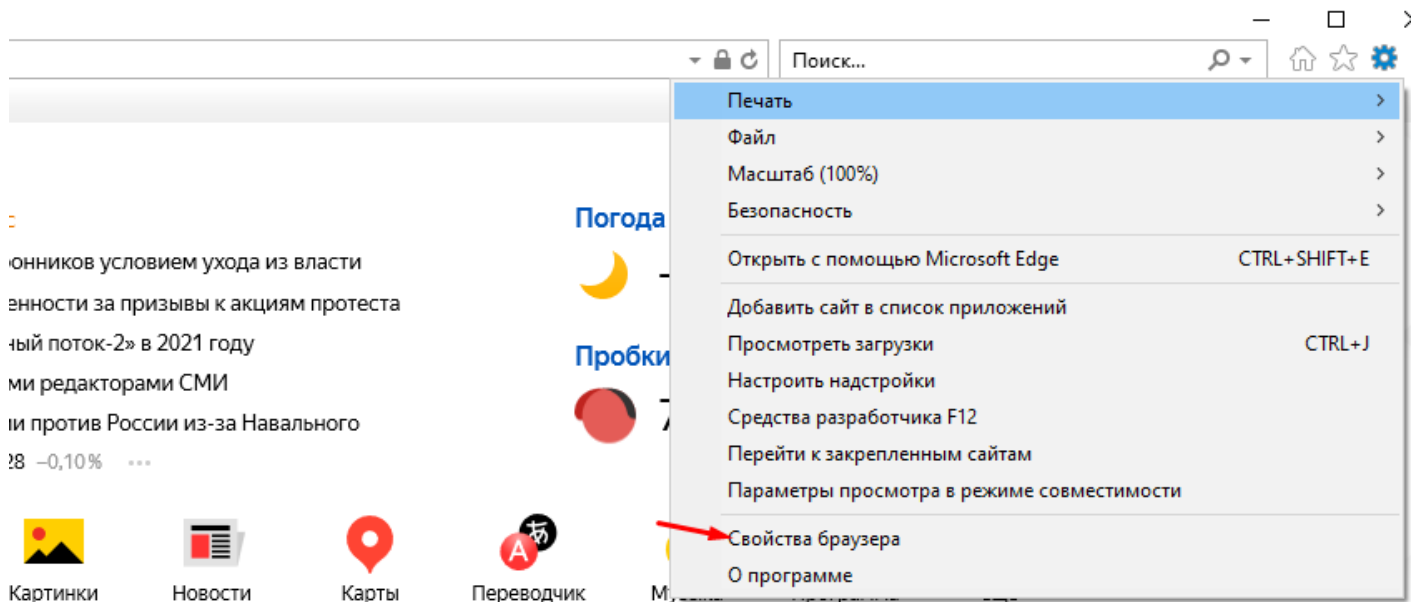 Поиск...
Печать
Файл
Масштаб (100%)
Безопасность
Открыть с помощью Microsoft Edge CTRL+SHIFT+E
Добавить сайт в список приложений
Просмотреть загрузки CTRL+J
Настроить надстройки
Средства разработчика F12
Перейти к закрепленным сайтам
Параметры просмотра в режиме совместимости
Свойства браузера
О программе
онников условием ухода из власти
енности за призывы к акциям протеста
ный поток-2» в 2021 году
ми редакторами СМИ
и против России из-за Навального
28 −0,10%
Погода
Пробки
Картинки
Новости
Карты
Переводчик